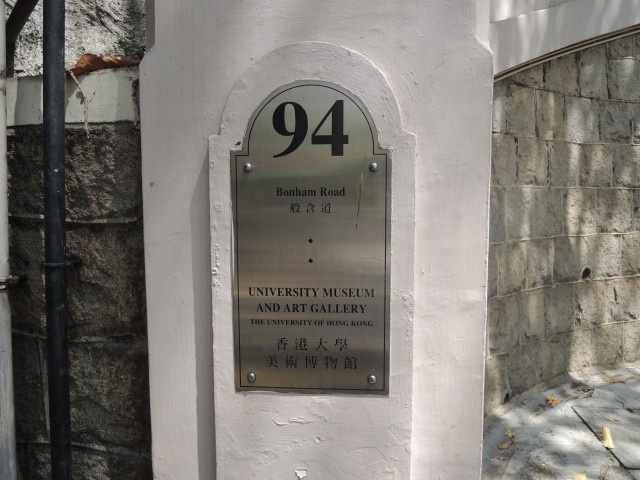 94
Bonham Road
般含道
UNIVERSITY MUSEUM
AND ART GALLERY
THE UNIVERSITY OF HONG KONG
香港大學
美術博物館